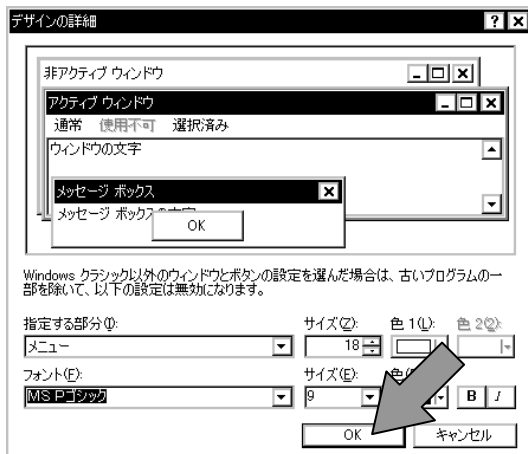 デザインの詳細
非アクティブ ウィンドウ
アクティブ ウィンドウ
通常 使用不可 選択済み
ウィンドウの文字
メッセージ ボックス
メッセージ ボックス
OK
Windows クラシック以外のウィンドウとボタンの設定を選んだ場合は、古いプログラムの一
部を除いて、以下の設定は無効になります。
指定する部分(I): サイズ(Z): 色 1(L): 色 2(2):
メニュー 18
フォント(F): サイズ(E):
MS Pゴシック 9 B I
OK キャンセル